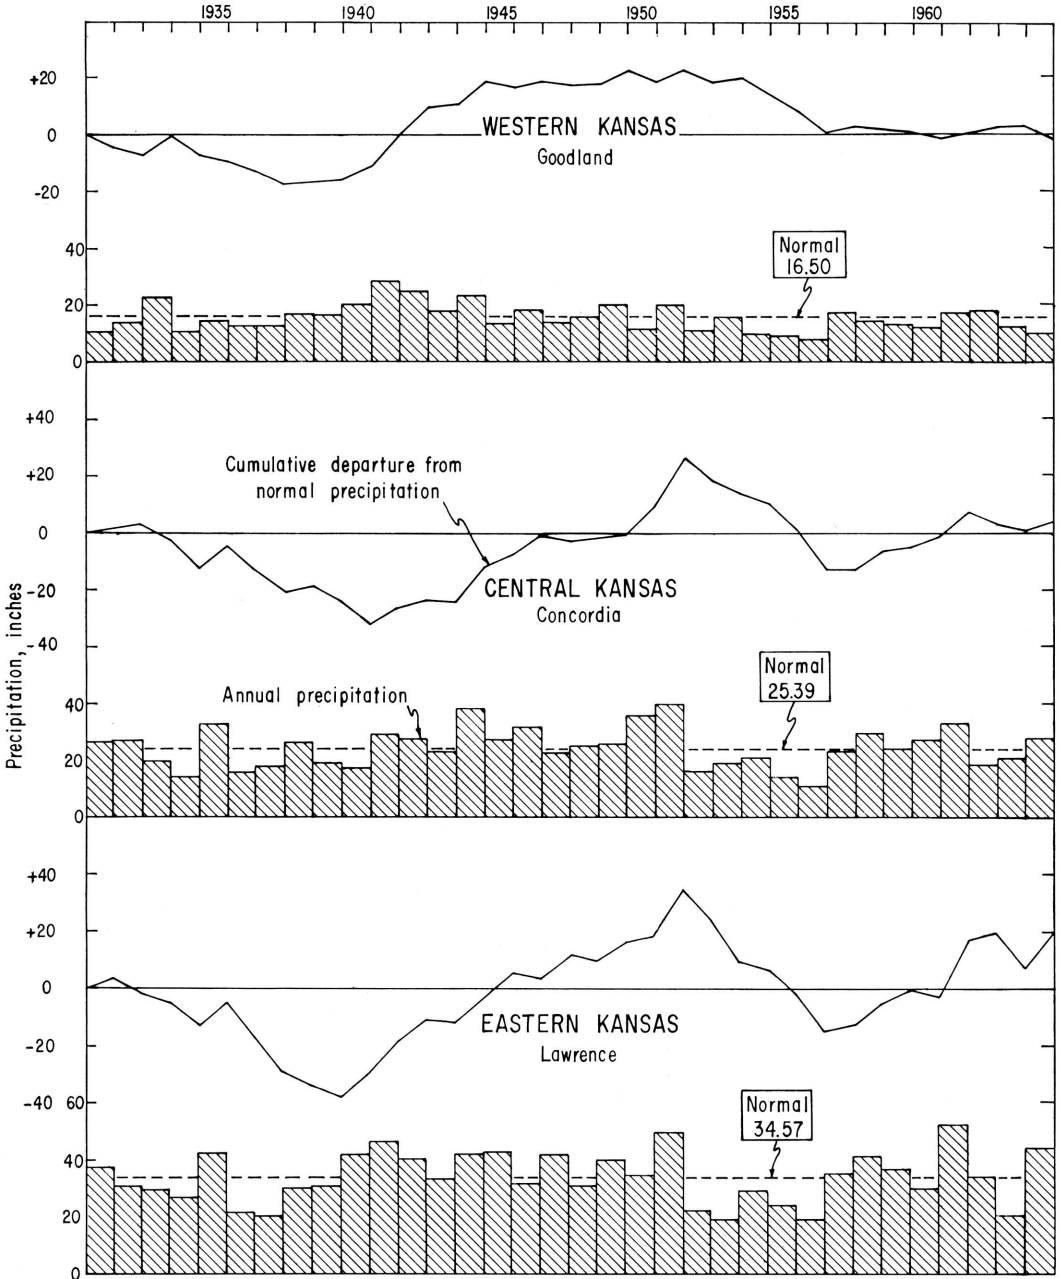 1935 1940 1945 1950 1955 1960
+20
WESTERN KANSAS
0
Goodland
-20
40
Normal
16.50
20
0
+40
Cumulative departure from
normal precipitation
+20
0
CENTRAL KANSAS
-20
Concordia
Precipitation, inches
-40
Normal
25.39
Annual precipitation
40
20
0
+40
+20
0
EASTERN KANSAS
-20
Lawrence
-40 60
Normal
34.57
40
20
0